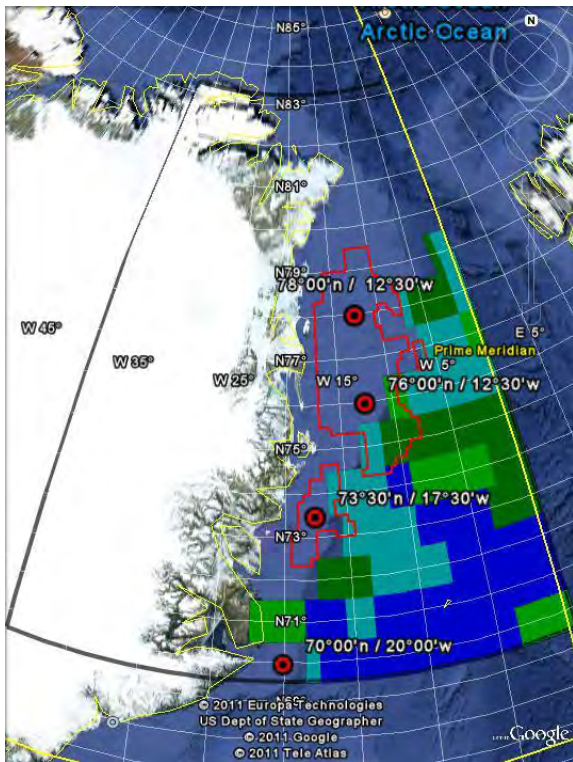 Arctic Ocean
N
N85°
N83°
N81°
N79°
78°00'n / 12°30'w
W 45°
W 35°
W 25°
N77°
W 15°
W 5°
E 5°
Prime Meridian
76°00'n / 12°30'w
N75°
73°30'n / 17°30'w
N73°
N71°
70°00'n / 20°00'w
N69°
© 2011 Europa Technologies
US Dept of State Geographer
© 2011 Google
© 2011 Tele Atlas
Google